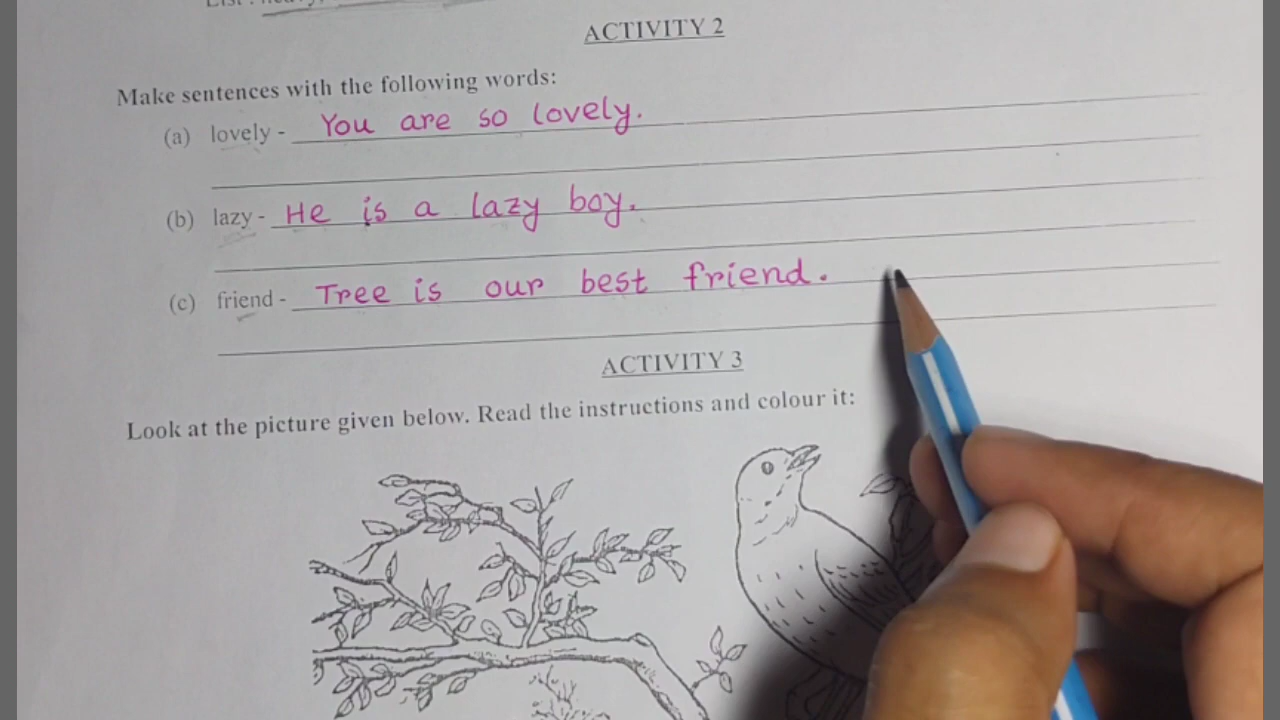 List : heavy,
ACTIVITY 2
Make sentences with the following words:
(a) lovely - You are so lovely.
(b) lazy - He is a lazy boy.
(c) friend - Tree is our best friend.
ACTIVITY 3
Look at the picture given below. Read the instructions and colour it: